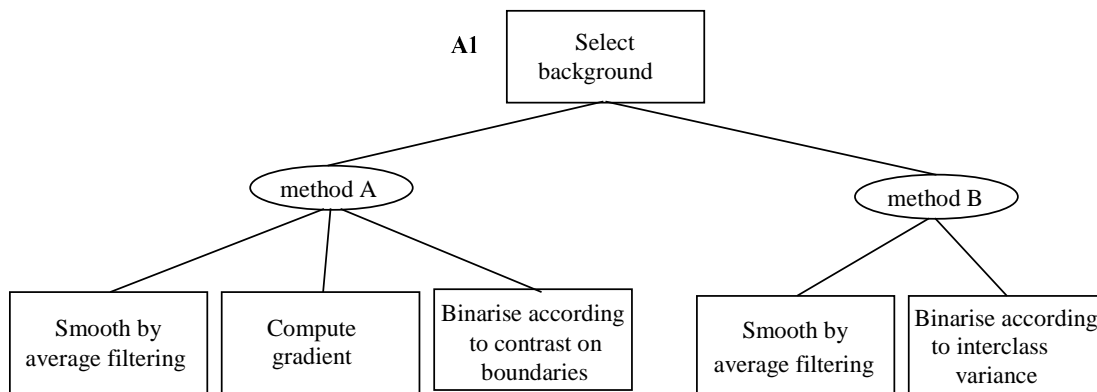 A1
Select
background
method A
method B
Smooth by
average filtering
Compute
gradient
Binarise according
to contrast on
boundaries
Smooth by
average filtering
Binarise according
to interclass
variance